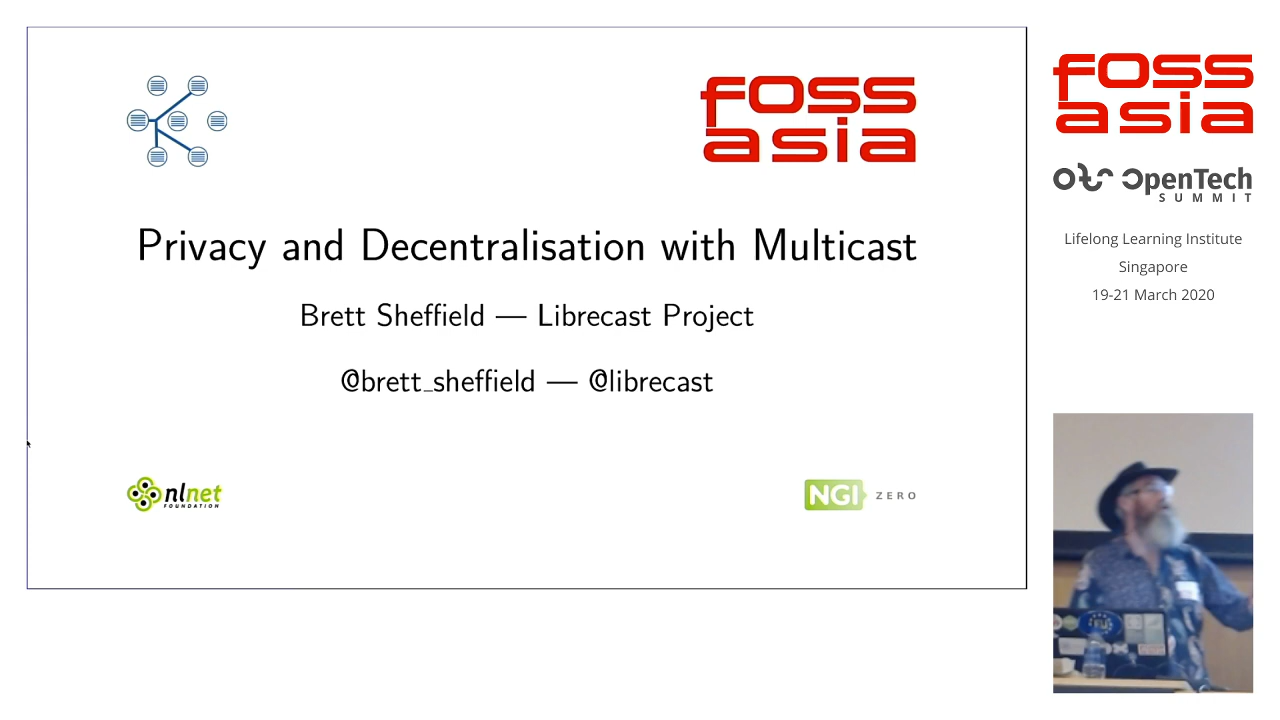 foss
asia
Privacy and Decentralisation with Multicast
Brett Sheffield — Librecast Project
@brett_sheffield — @librecast
nlnet
FOUNDATION
NGI ZERO
foss
asia
OpenTech
SUMMIT
Lifelong Learning Institute
Singapore
19-21 March 2020